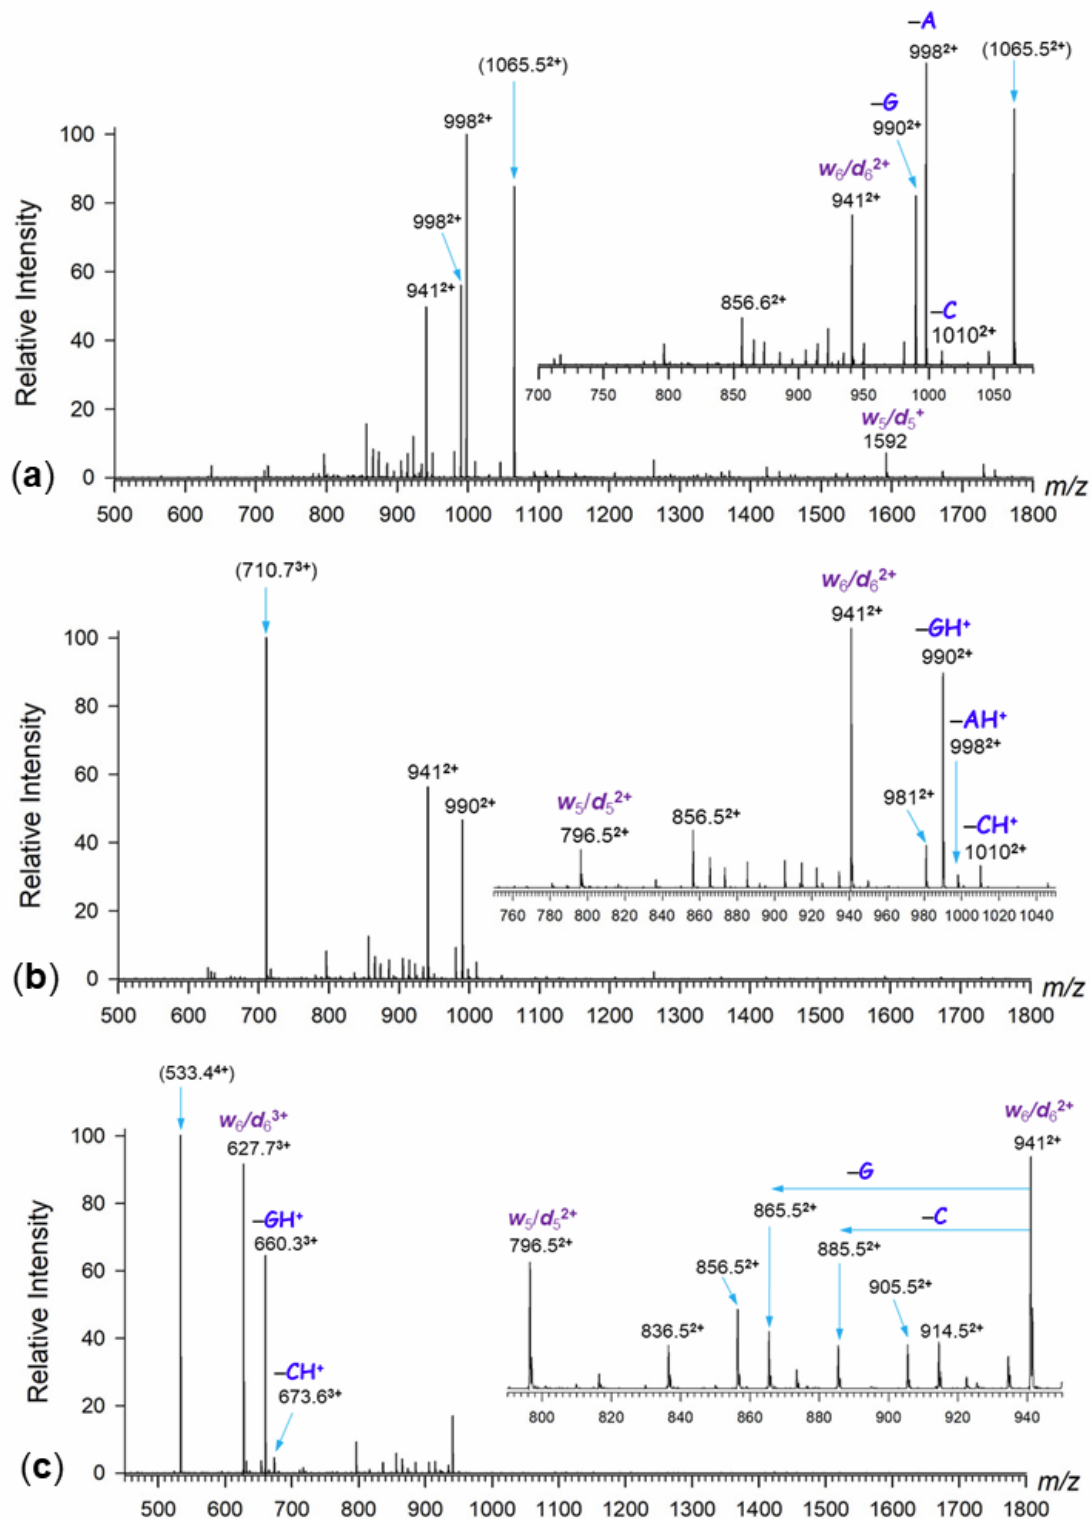 –A
998²⁺
(1065.5²⁺)
(1065.5²⁺)
–G
990²⁺
998²⁺
w₆/d₆²⁺
941²⁺
998²⁺
941²⁺
856.6²⁺
–C
1010²⁺
700 750 800 850 900 950 1000 1050
w₅/d₅⁺
1592
Relative Intensity
100
80
60
40
20
0
(a)
m/z
500 600 700 800 900 1000 1100 1200 1300 1400 1500 1600 1700 1800
(710.7³⁺)
w₆/d₆²⁺
941²⁺
–GH⁺
990²⁺
–AH⁺
998²⁺
941²⁺
990²⁺
w₅/d₅²⁺
796.5²⁺
856.5²⁺
981²⁺
–CH⁺
1010²⁺
760 780 800 820 840 860 880 900 920 940 960 980 1000 1020 1040
Relative Intensity
100
80
60
40
20
0
(b)
m/z
500 600 700 800 900 1000 1100 1200 1300 1400 1500 1600 1700 1800
(533.4⁴⁺)
w₆/d₆³⁺
627.7³⁺
w₆/d₆²⁺
941²⁺
–GH⁺
660.3³⁺
–G
865.5²⁺
w₅/d₅²⁺
796.5²⁺
–C
885.5²⁺
856.5²⁺
905.5²⁺
836.5²⁺
914.5²⁺
–CH⁺
673.6³⁺
800 820 840 860 880 900 920 940
Relative Intensity
100
80
60
40
20
0
(c)
m/z
500 600 700 800 900 1000 1100 1200 1300 1400 1500 1600 1700 1800